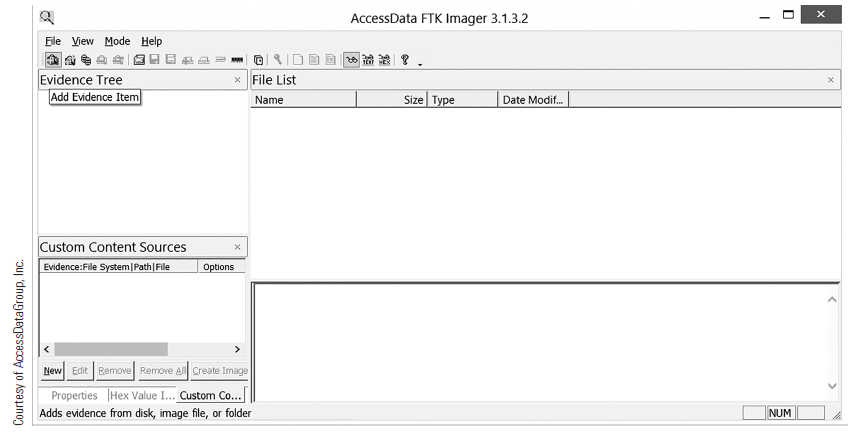 AccessData FTK Imager 3.1.3.2
File View Mode Help
Evidence Tree
Add Evidence Item
File List
Name Size Type Date Modif...
Custom Content Sources
Evidence:File System|Path|File Options
New Edit Remove Remove All Create Image
Properties Hex Value I... Custom Co...
Adds evidence from disk, image file, or folder
NUM
Courtesy of AccessDataGroup, Inc.